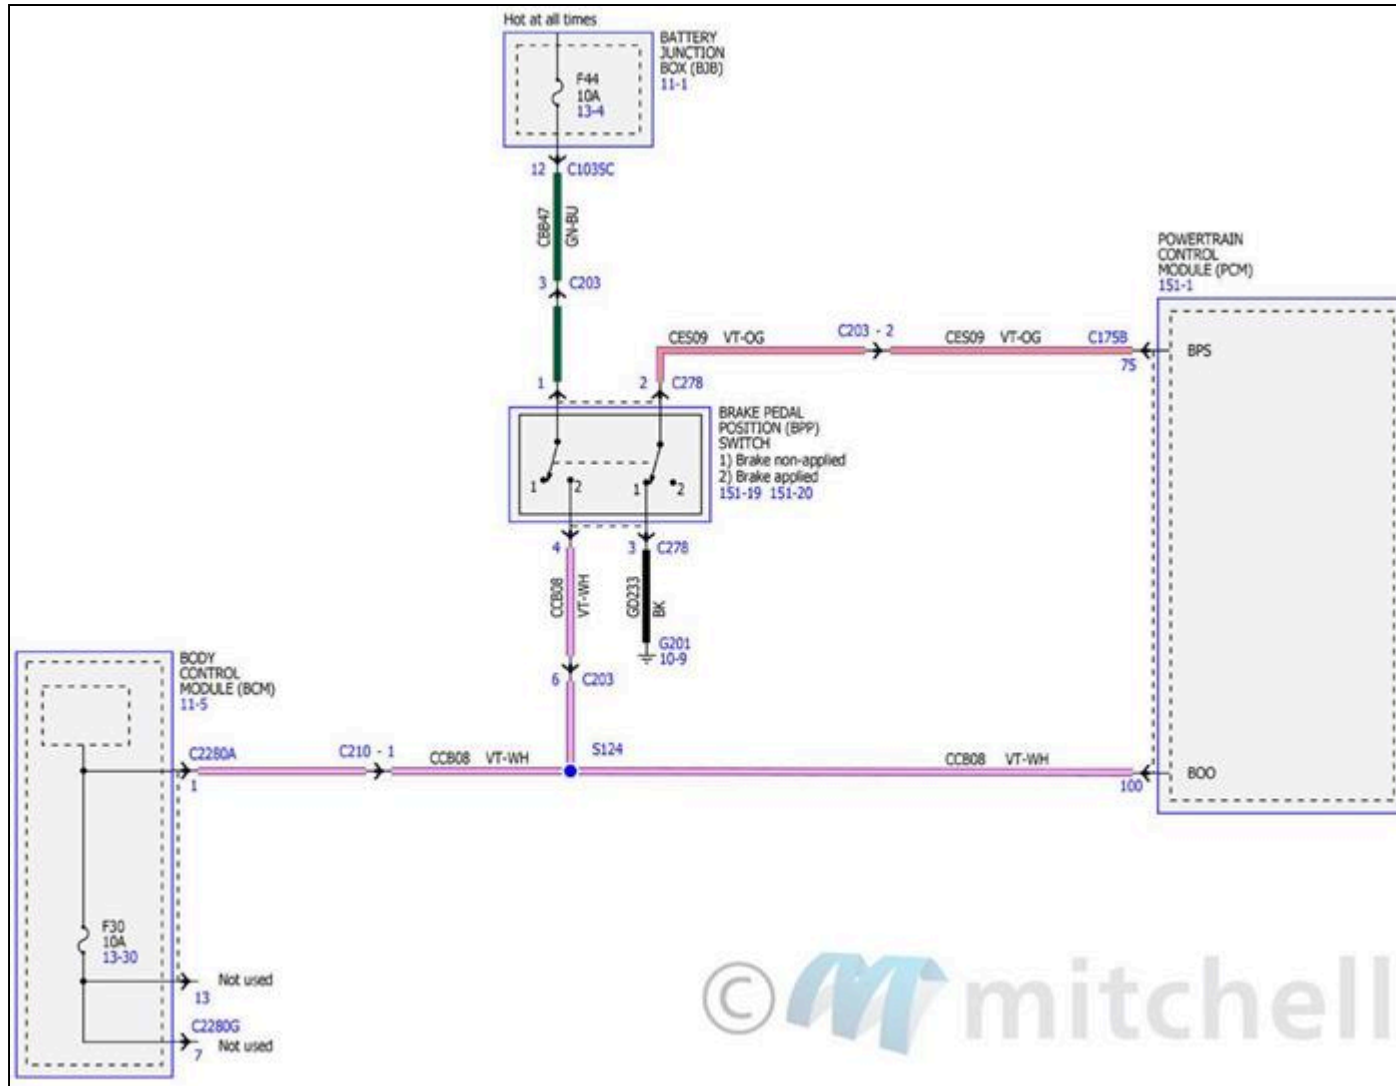 Hot at all times
BATTERY
JUNCTION
BOX (BJB)
11-1
F44
10A
13-4
12 C1035C
CBB47
GN-BU
3 C203
POWERTRAIN
CONTROL
MODULE (PCM)
151-1
CES09 VT-OG
C203 - 2
CES09 VT-OG
C175B
75
BPS
1
2 C278
BRAKE PEDAL
POSITION (BPP)
SWITCH
1) Brake non-applied
2) Brake applied
151-19 151-20
1
2
1
2
4
3 C278
CCB08
VT-WH
GD233
BK
G201
10-9
6 C203
BODY
CONTROL
MODULE (BCM)
11-5
C2280A
1
C210 - 1
CCB08 VT-WH
S124
CCB08 VT-WH
100
BOO
F30
10A
13-30
Not used
13
C2280G
7 Not used
© mitchell